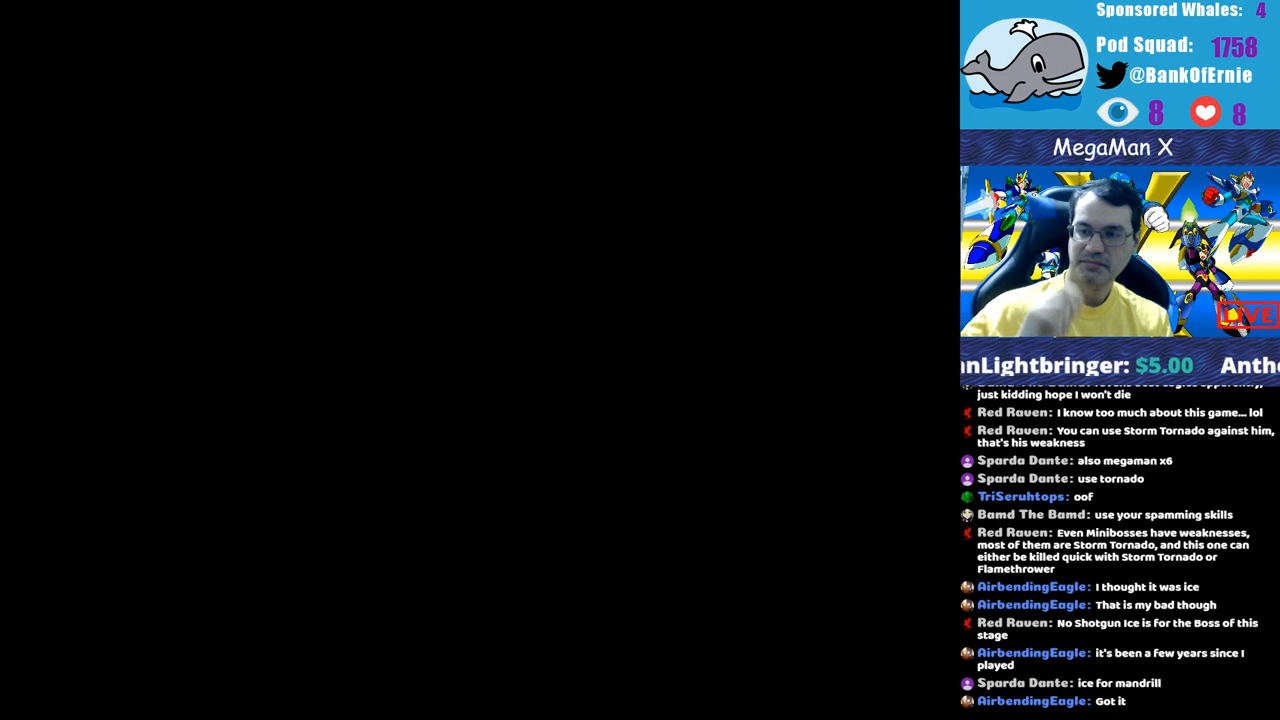 Sponsored Whales: 4
Pod Squad: 1758
@BankOfErnie
8 8
MegaMan X
LIVE
nLightbringer: $5.00 Anth
just kidding hope I won't die
Red Raven: I know too much about this game... lol
Red Raven: You can use Storm Tornado against him,
that's his weakness
Sparda Dante: also megaman x6
Sparda Dante: use tornado
TriSeruhtops: oof
Bamd The Bamd: use your spamming skills
Red Raven: Even Minibosses have weaknesses,
most of them are Storm Tornado, and this one can
either be killed quick with Storm Tornado or
Flamethrower
AirbendingEagle: I thought it was ice
AirbendingEagle: That is my bad though
Red Raven: No Shotgun Ice is for the Boss of this
stage
AirbendingEagle: it's been a few years since I
played
Sparda Dante: ice for mandrill
AirbendingEagle: Got it